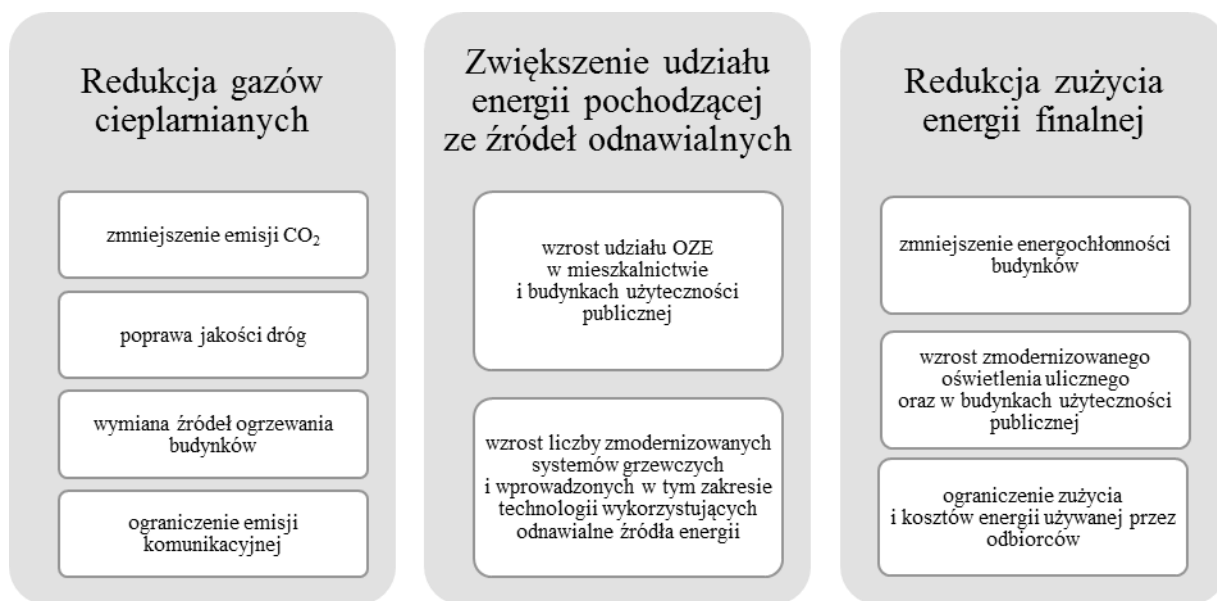 Redukcja gazów
cieplarnianych
zmniejszenie emisji CO₂
poprawa jakości dróg
wymiana źródeł ogrzewania
budynków
ograniczenie emisji
komunikacyjnej
Zwiększenie udziału
energii pochodzącej
ze źródeł odnawialnych
wzrost udziału OZE
w mieszkalnictwie
i budynkach użyteczności
publicznej
wzrost liczby zmodernizowanych
systemów grzewczych
i wprowadzonych w tym zakresie
technologii wykorzystujących
odnawialne źródła energii
Redukcja zużycia
energii finalnej
zmniejszenie energochłonności
budynków
wzrost zmodernizowanego
oświetlenia ulicznego
oraz w budynkach użyteczności
publicznej
ograniczenie zużycia
i kosztów energii używanej przez
odbiorców